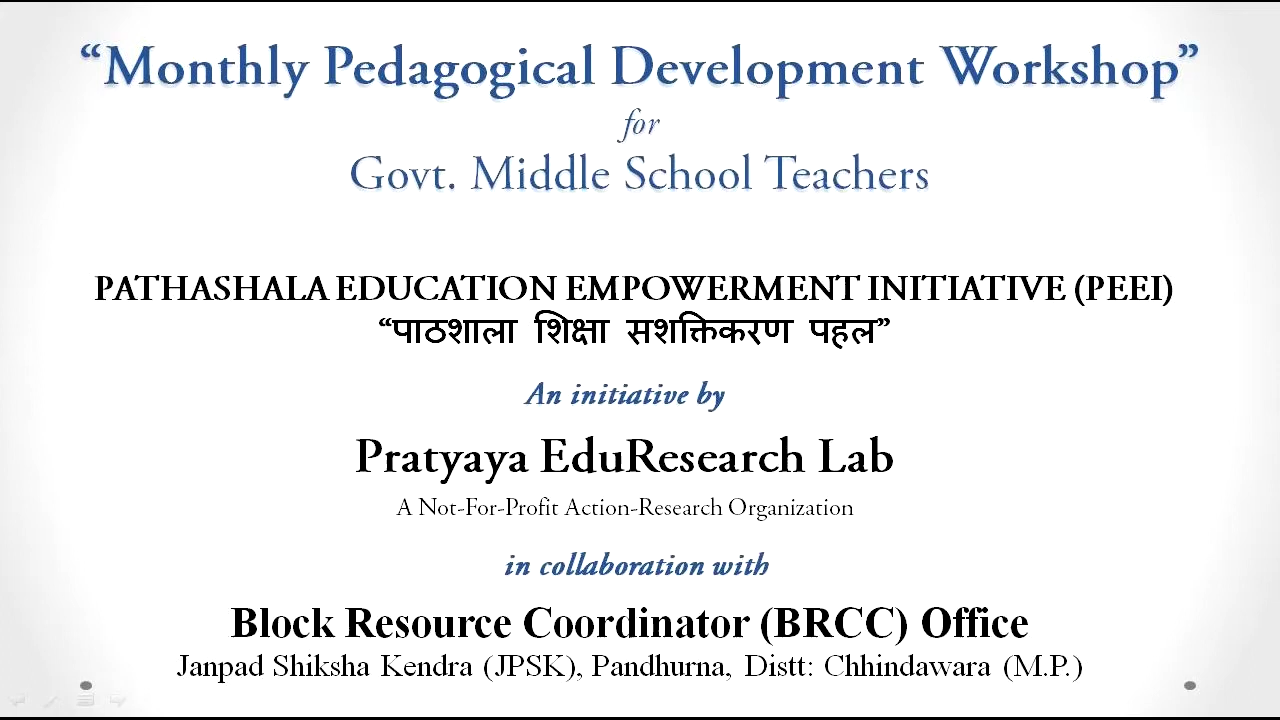 “Monthly Pedagogical Development Workshop”
for
Govt. Middle School Teachers
PATHASHALA EDUCATION EMPOWERMENT INITIATIVE (PEEI)
“पाठशाला शिक्षा सशक्तिकरण पहल”
An initiative by
Pratyaya EduResearch Lab
A Not-For-Profit Action-Research Organization
in collaboration with
Block Resource Coordinator (BRCC) Office
Janpad Shiksha Kendra (JPSK), Pandhurna, Distt: Chhindawara (M.P.)